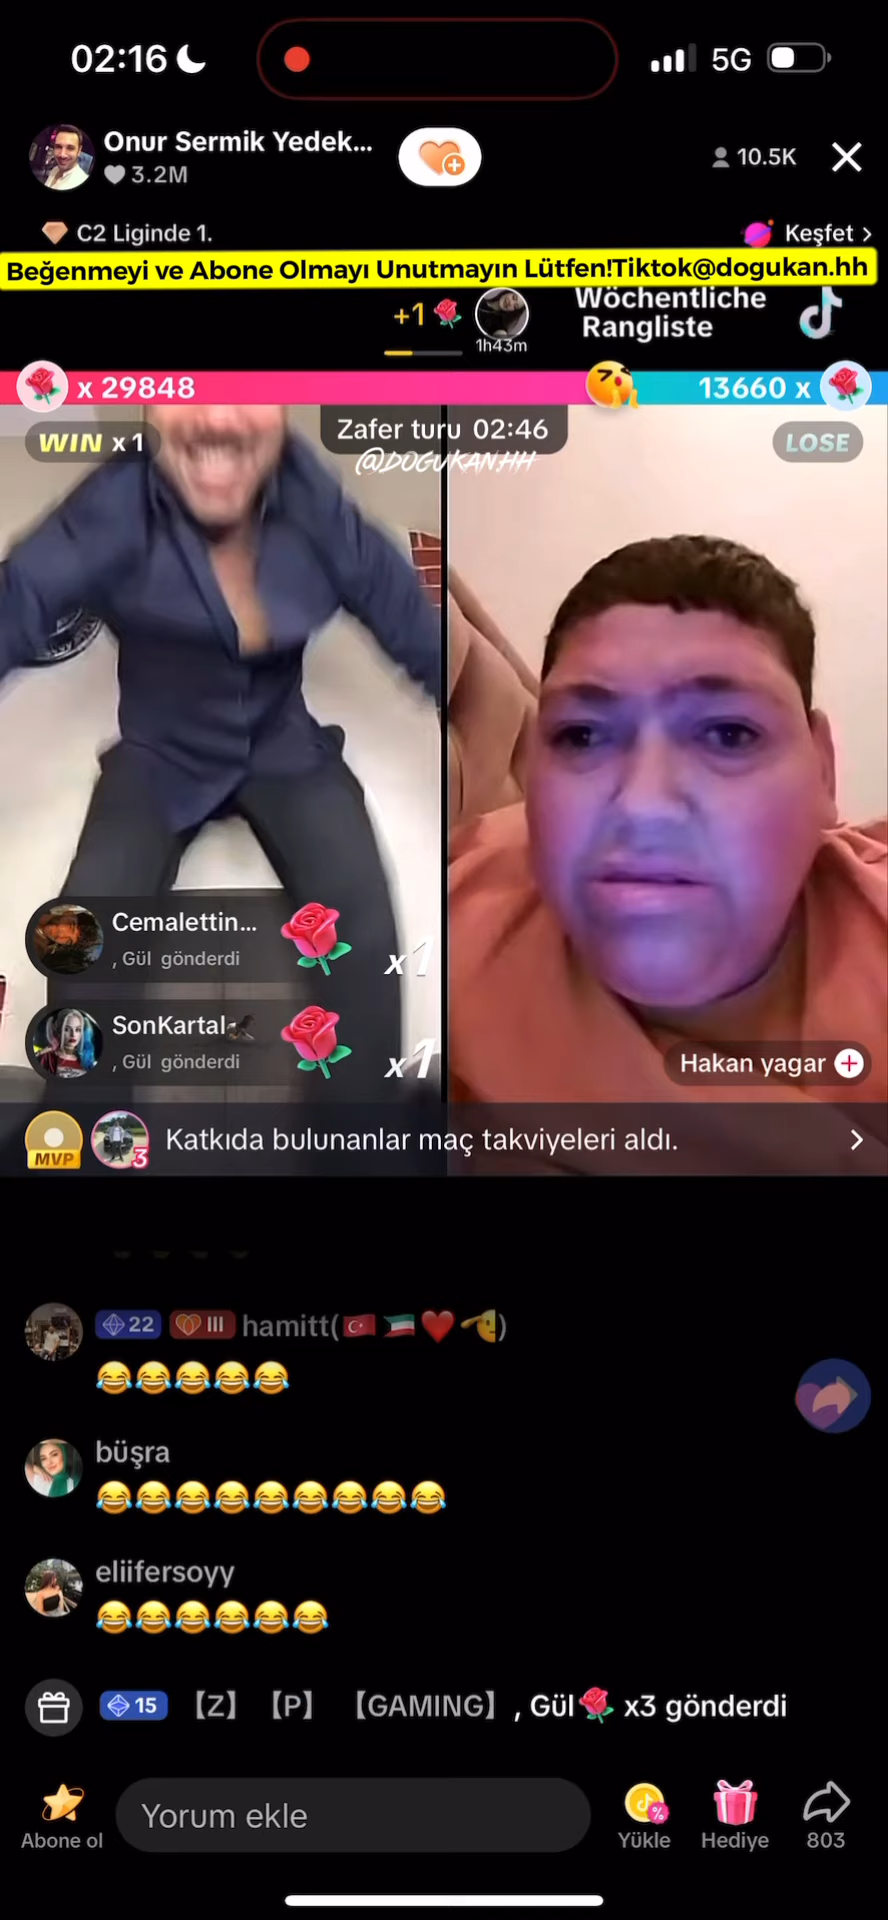 02:16
5G
Onur Sermik Yedek...
3.2M
10.5K
C2 Liginde 1.
Keşfet >
Beğenmeyi ve Abone Olmayı Unutmayın Lütfen!Tiktok@dogukan.hh
+1
1h43m
Wöchentliche
Rangliste
x 29848
13660 x
WIN x 1
Zafer turu 02:46
LOSE
@DOGUKAN.HH
Cemalettin...
, Gül gönderdi
x1
SonKartal
, Gül gönderdi
x1
Hakan yagar
MVP
3
Katkıda bulunanlar maç takviyeleri aldı.
22
III
hamitt(🇹🇷🇰🇼❤️🫡)
😂😂😂😂😂
büşra
😂😂😂😂😂😂😂😂😂
eliifersoyy
😂😂😂😂😂😂
15 【Z】 【P】 【GAMING】 , Gül🌹 x3 gönderdi
Abone ol
Yorum ekle
Yükle
Hediye
803